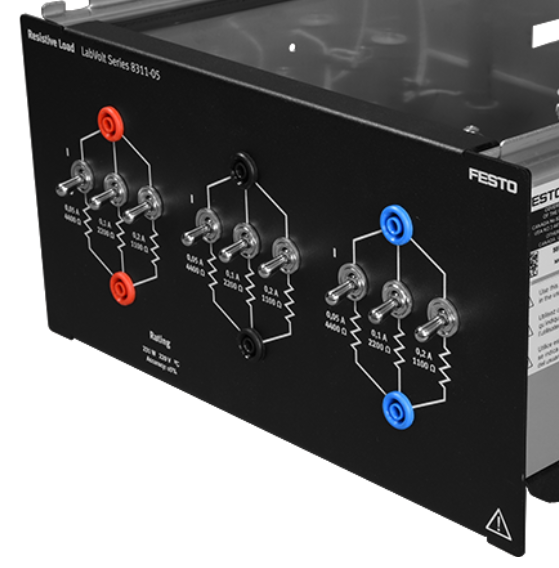 Resistive Load LabVolt Series 8311-05
FESTO
I
0,05 A
4400 Ω
0,1 A
2200 Ω
0,2 A
1100 Ω
I
0,05 A
4400 Ω
0,1 A
2200 Ω
0,2 A
1100 Ω
I
0,05 A
4400 Ω
0,1 A
2200 Ω
0,2 A
1100 Ω
Rating
Accuracy ±5%